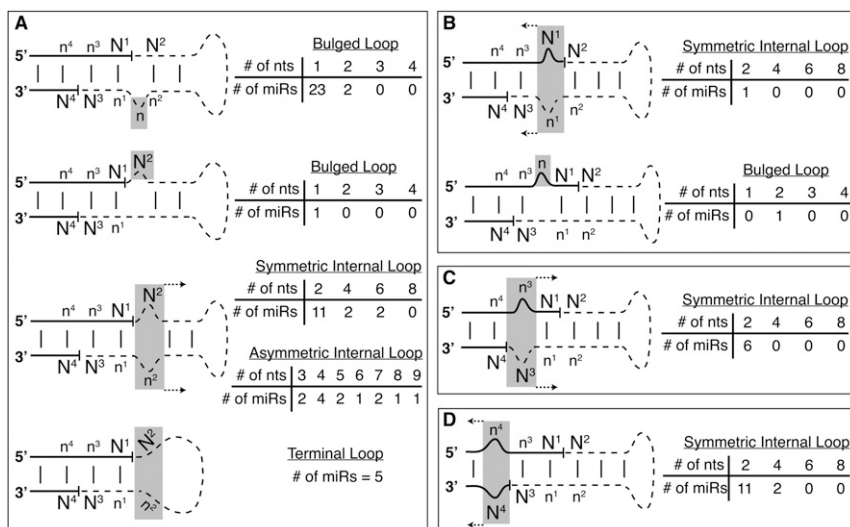 A
5' n⁴ n³ N¹ N²
3' N⁴ N³ n¹ n² n
Bulged Loop
# of nts 1 2 3 4
# of miRs 23 2 0 0
5' n⁴ n³ N¹ N²
3' N⁴ N³ n¹
Bulged Loop
# of nts 1 2 3 4
# of miRs 1 0 0 0
Symmetric Internal Loop
# of nts 2 4 6 8
# of miRs 11 2 2 0
5' n⁴ n³ N¹ N²
3' N⁴ N³ n¹ n²
Asymmetric Internal Loop
# of nts 3 4 5 6 7 8 9
# of miRs 2 4 2 1 2 1 1
5' n⁴ n³ N¹ N²
3' N⁴ N³ n¹ n²
Terminal Loop
# of miRs = 5
B
5' n⁴ n³ N¹ N²
3' N⁴ N³ n¹ n²
Symmetric Internal Loop
# of nts 2 4 6 8
# of miRs 1 0 0 0
5' n⁴ n³ n N¹ N²
3' N⁴ N³ n¹ n²
Bulged Loop
# of nts 1 2 3 4
# of miRs 0 1 0 0
C
5' n⁴ n³ N¹ N²
3' N⁴ N³ n¹ n²
Symmetric Internal Loop
# of nts 2 4 6 8
# of miRs 6 0 0 0
D
5' n⁴ n³ N¹ N²
3' N⁴ N³ n¹ n²
Symmetric Internal Loop
# of nts 2 4 6 8
# of miRs 11 2 0 0